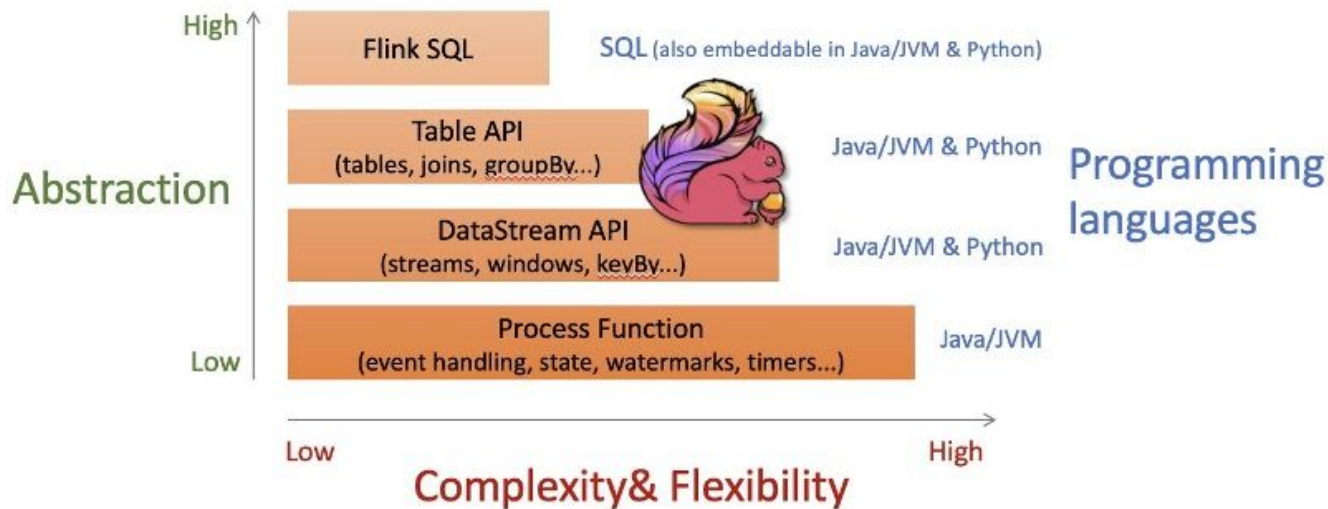 High
Flink SQL
SQL (also embeddable in Java/JVM & Python)
Table API
(tables, joins, groupBy...)
Java/JVM & Python
Abstraction
Programming
languages
DataStream API
(streams, windows, keyBy...)
Java/JVM & Python
Process Function
(event handling, state, watermarks, timers...)
Java/JVM
Low
Low
High
Complexity& Flexibility